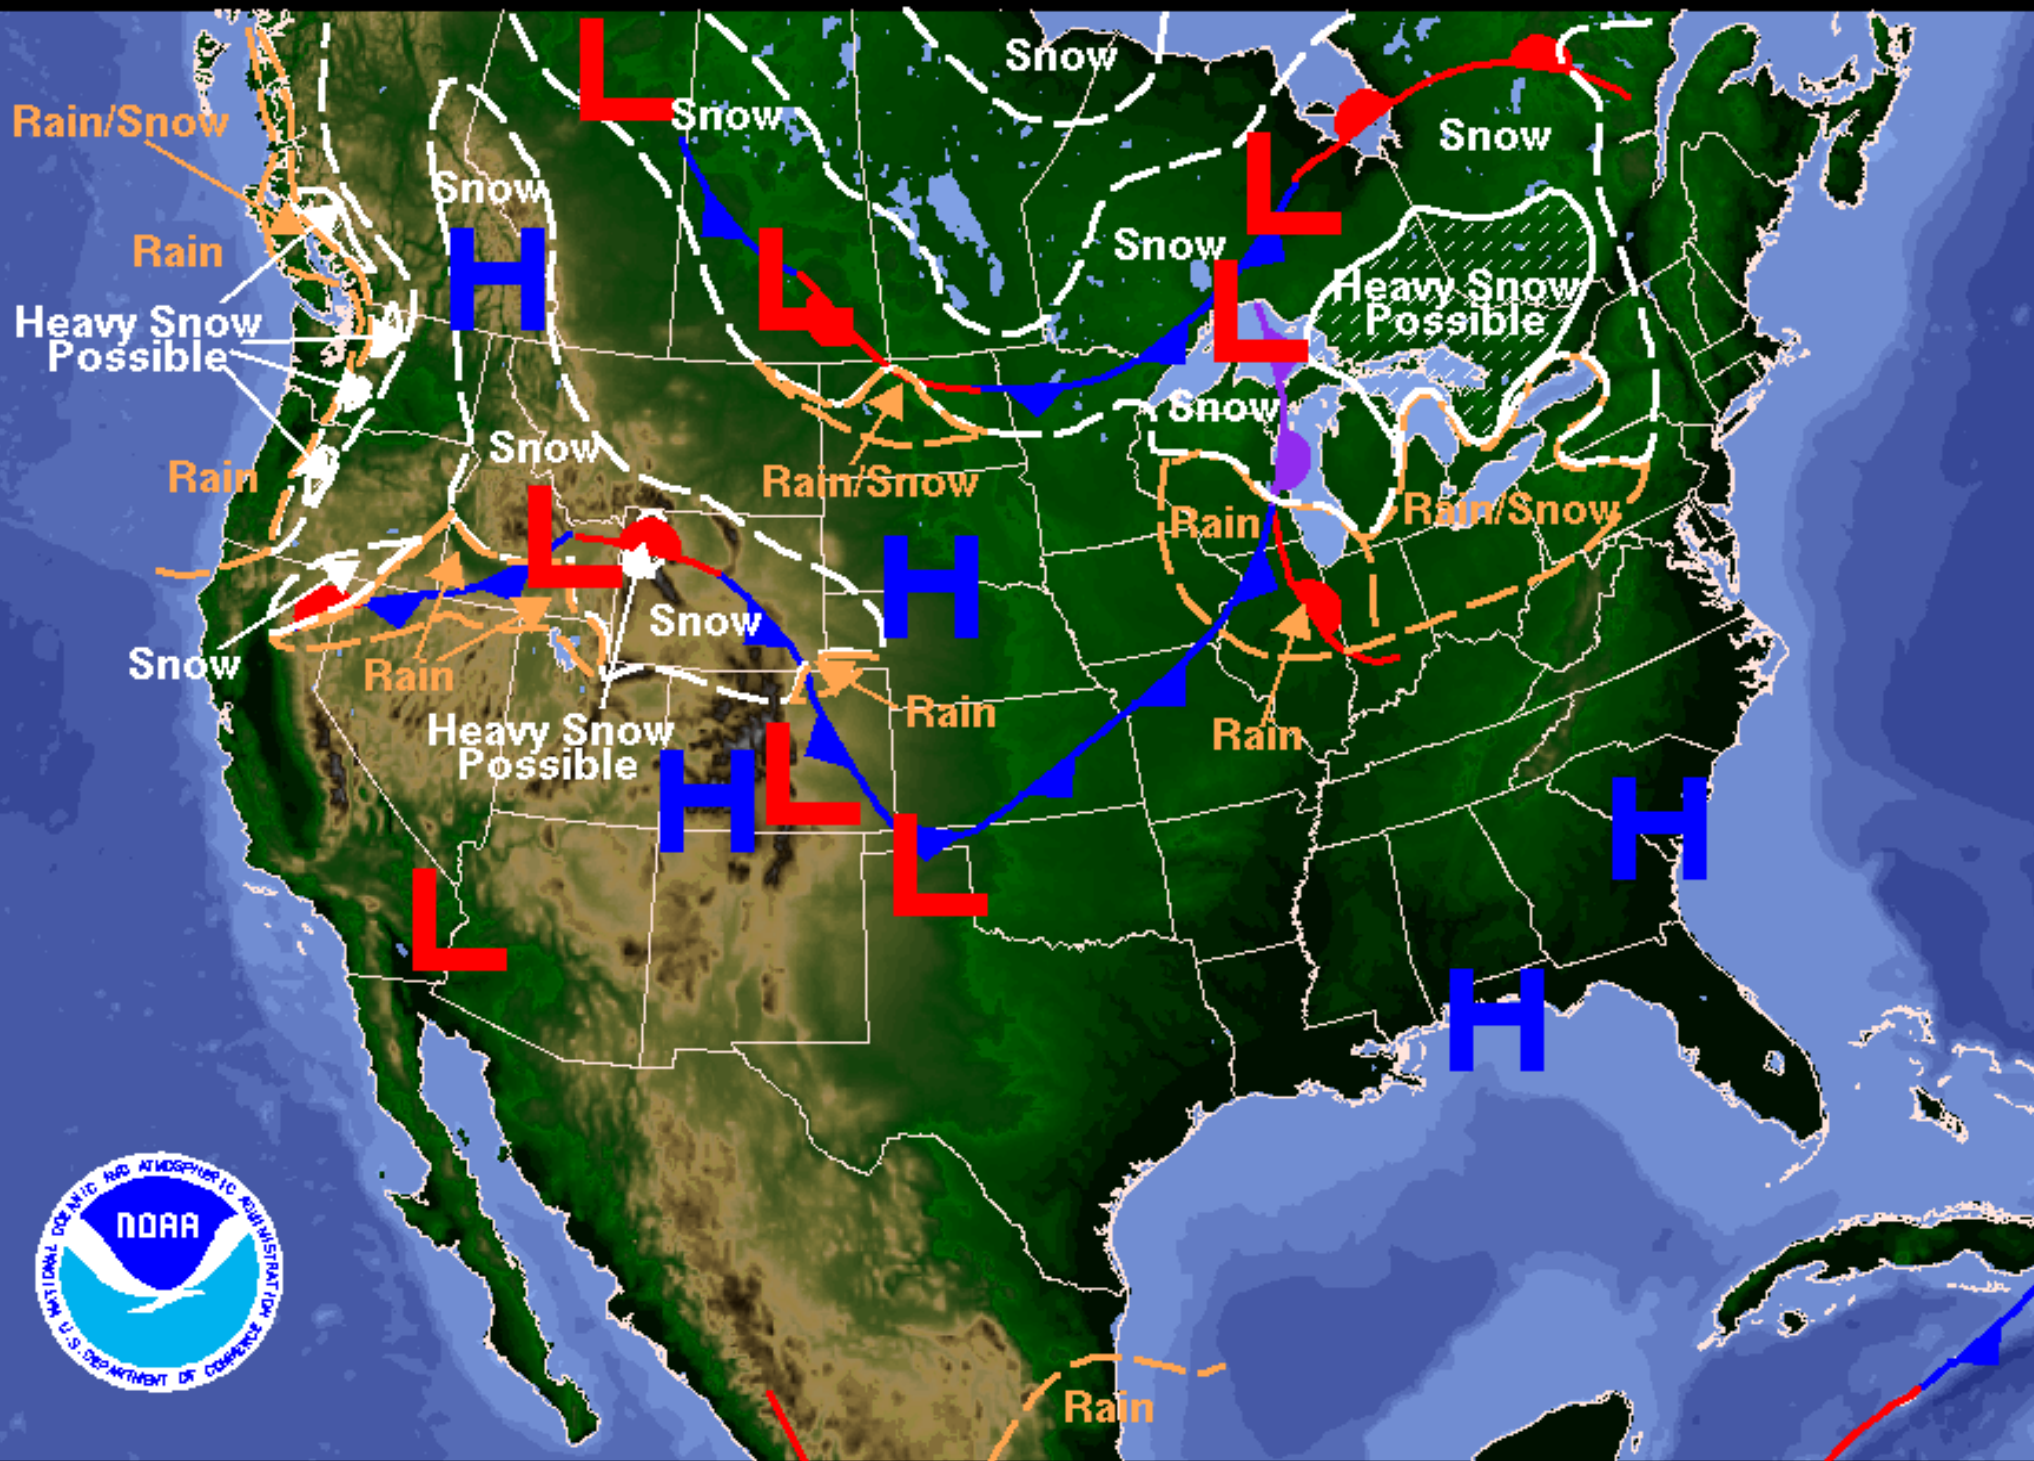 Snow
L
Snow
Rain/Snow
Snow
L
Snow
H
Rain
Snow
L
L
Heavy Snow
Possible
Heavy Snow
Possible
Snow
Snow
Rain
Rain/Snow
Rain/Snow
Rain
L
H
Snow
Snow
Rain
Rain
Rain
Heavy Snow
Possible
H
L
H
L
L
H
NATIONAL OCEANIC AND ATMOSPHERIC ADMINISTRATION
NOAA
U.S. DEPARTMENT OF COMMERCE
Rain